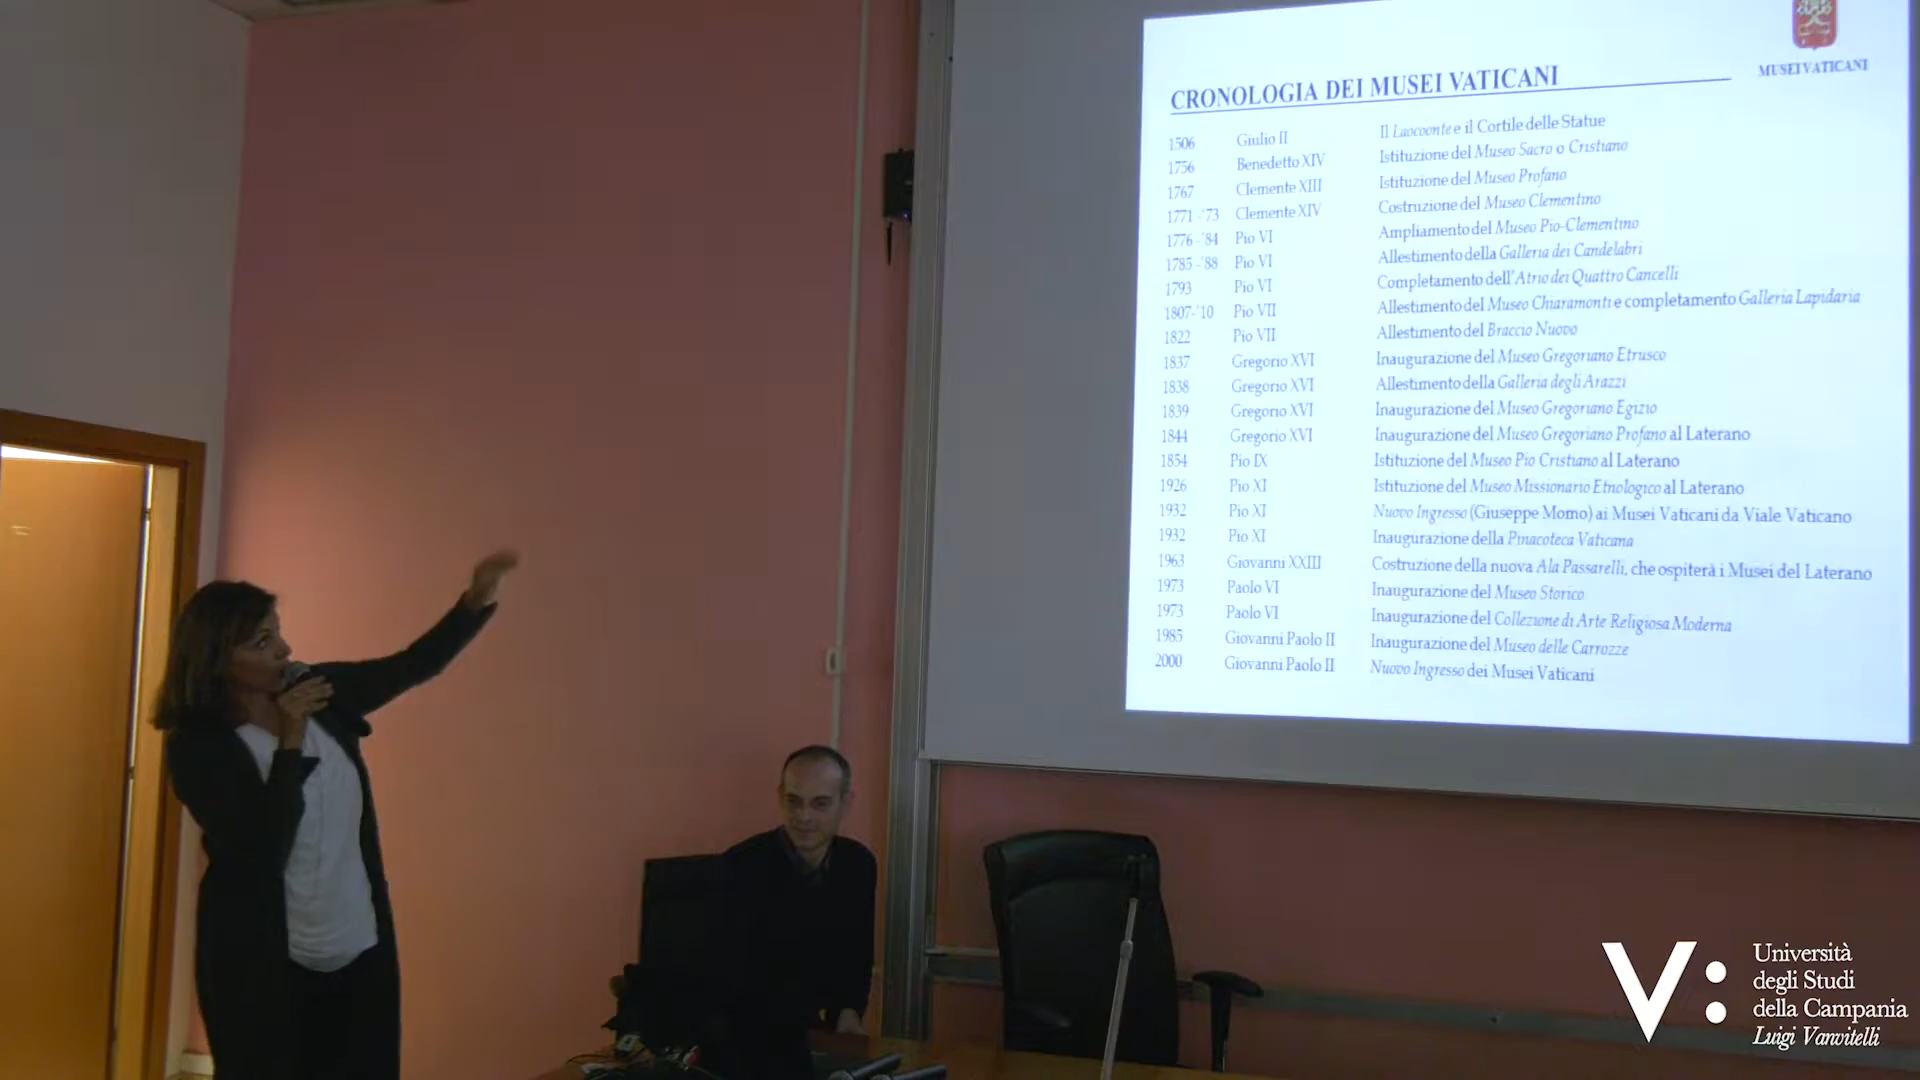 MUSEI VATICANI
CRONOLOGIA DEI MUSEI VATICANI
1506 Giulio II Il Laocoonte e il Cortile delle Statue
1756 Benedetto XIV Istituzione del Museo Sacro o Cristiano
1767 Clemente XIII Istituzione del Museo Profano
1771 -'73 Clemente XIV Costruzione del Museo Clementino
1776 -'84 Pio VI Ampliamento del Museo Pio-Clementino
1785 -'88 Pio VI Allestimento della Galleria dei Candelabri
1793 Pio VI Completamento dell'Atrio dei Quattro Cancelli
1807-'10 Pio VII Allestimento del Museo Chiaramonti e completamento Galleria Lapidaria
1822 Pio VII Allestimento del Braccio Nuovo
1837 Gregorio XVI Inaugurazione del Museo Gregoriano Etrusco
1838 Gregorio XVI Allestimento della Galleria degli Arazzi
1839 Gregorio XVI Inaugurazione del Museo Gregoriano Egizio
1844 Gregorio XVI Inaugurazione del Museo Gregoriano Profano al Laterano
1854 Pio IX Istituzione del Museo Pio Cristiano al Laterano
1926 Pio XI Istituzione del Museo Missionario Etnologico al Laterano
1932 Pio XI Nuovo Ingresso (Giuseppe Momo) ai Musei Vaticani da Viale Vaticano
1932 Pio XI Inaugurazione della Pinacoteca Vaticana
1963 Giovanni XXIII Costruzione della nuova Ala Passarelli, che ospiterà i Musei del Laterano
1973 Paolo VI Inaugurazione del Museo Storico
1973 Paolo VI Inaugurazione del Collezione di Arte Religiosa Moderna
1985 Giovanni Paolo II Inaugurazione del Museo delle Carrozze
2000 Giovanni Paolo II Nuovo Ingresso dei Musei Vaticani
V:
Università
degli Studi
della Campania
Luigi Vanvitelli